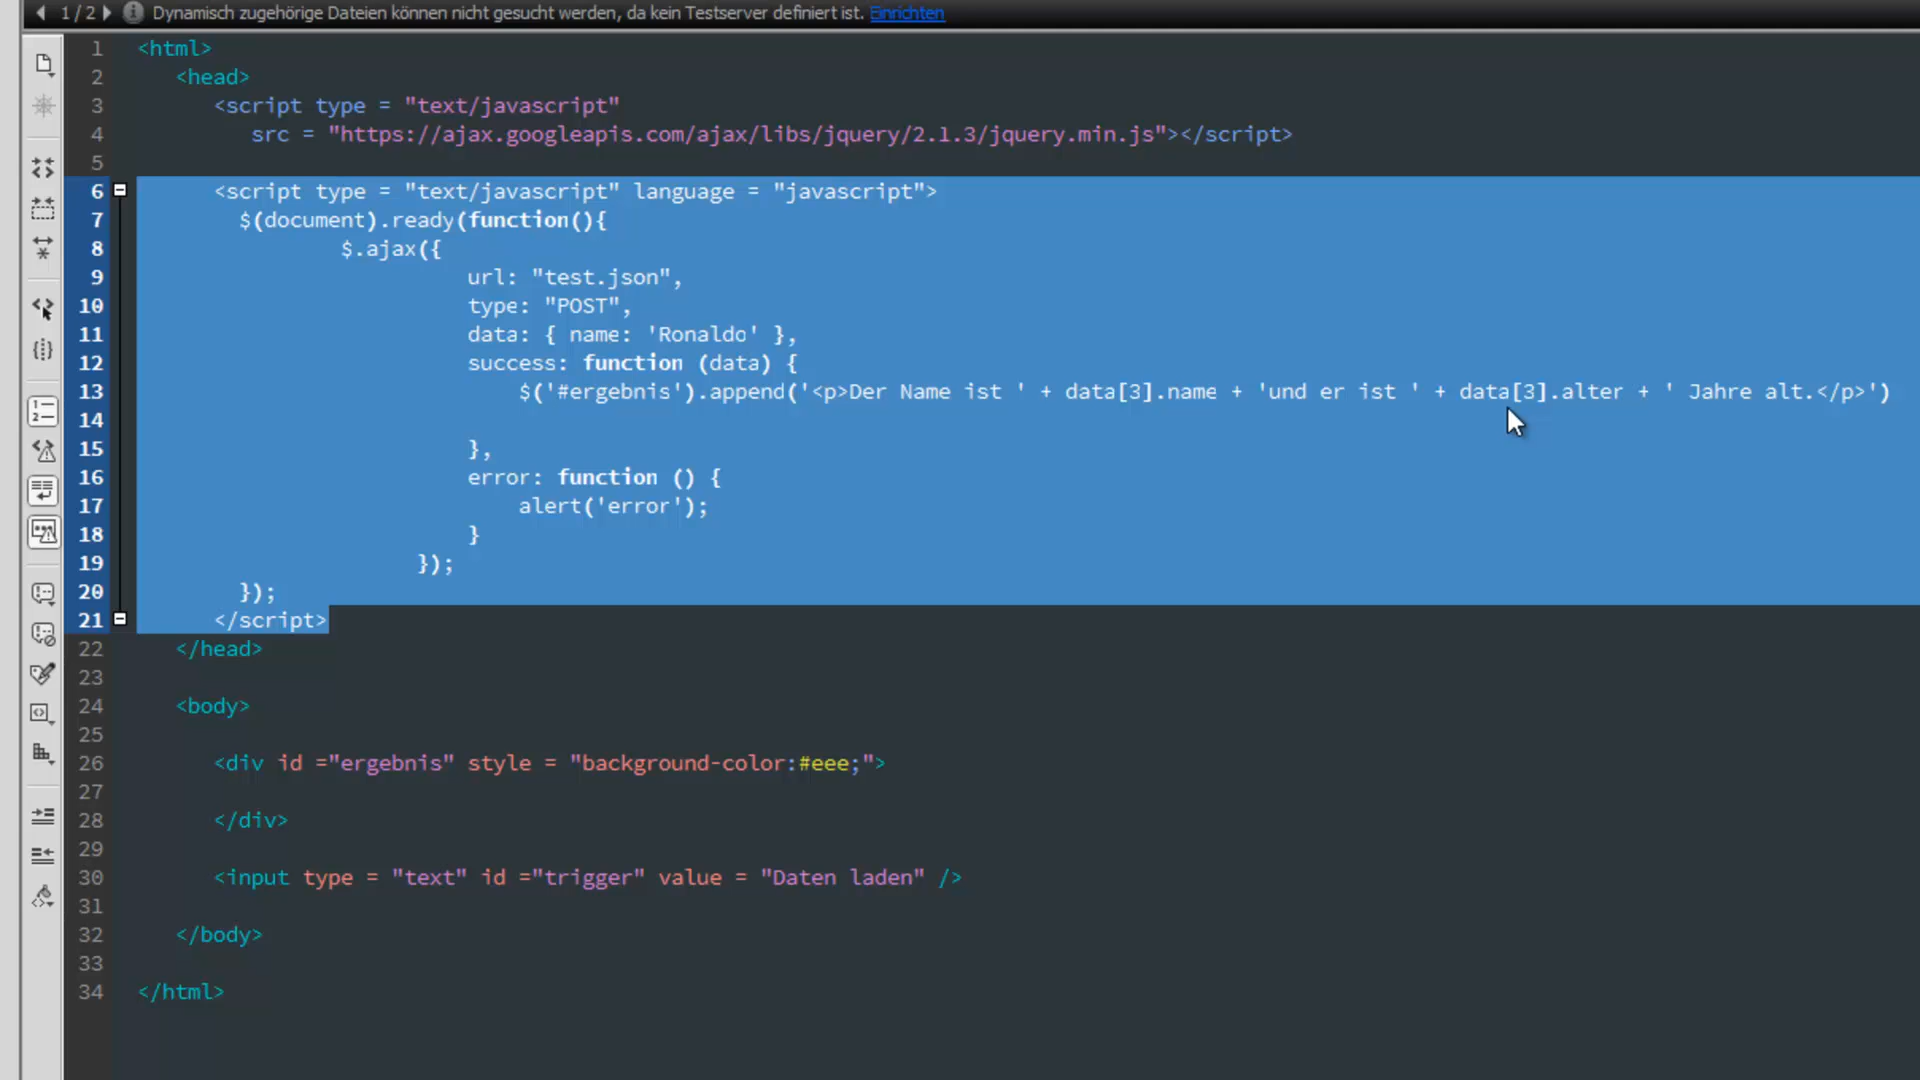 1 / 2 Dynamisch zugehörige Dateien können nicht gesucht werden, da kein Testserver definiert ist. Einrichten
1 <html>
2 <head>
3 <script type = "text/javascript"
4 src = "https://ajax.googleapis.com/ajax/libs/jquery/2.1.3/jquery.min.js"></script>
5
6 <script type = "text/javascript" language = "javascript">
7 $(document).ready(function(){
8 $.ajax({
9 url: "test.json",
10 type: "POST",
11 data: { name: 'Ronaldo' },
12 success: function (data) {
13 $('#ergebnis').append('<p>Der Name ist ' + data[3].name + 'und er ist ' + data[3].alter + ' Jahre alt.</p>')
14
15 },
16 error: function () {
17 alert('error');
18 }
19 });
20 });
21 </script>
22 </head>
23
24 <body>
25
26 <div id ="ergebnis" style = "background-color:#eee;">
27
28 </div>
29
30 <input type = "text" id ="trigger" value = "Daten laden" />
31
32 </body>
33
34 </html>